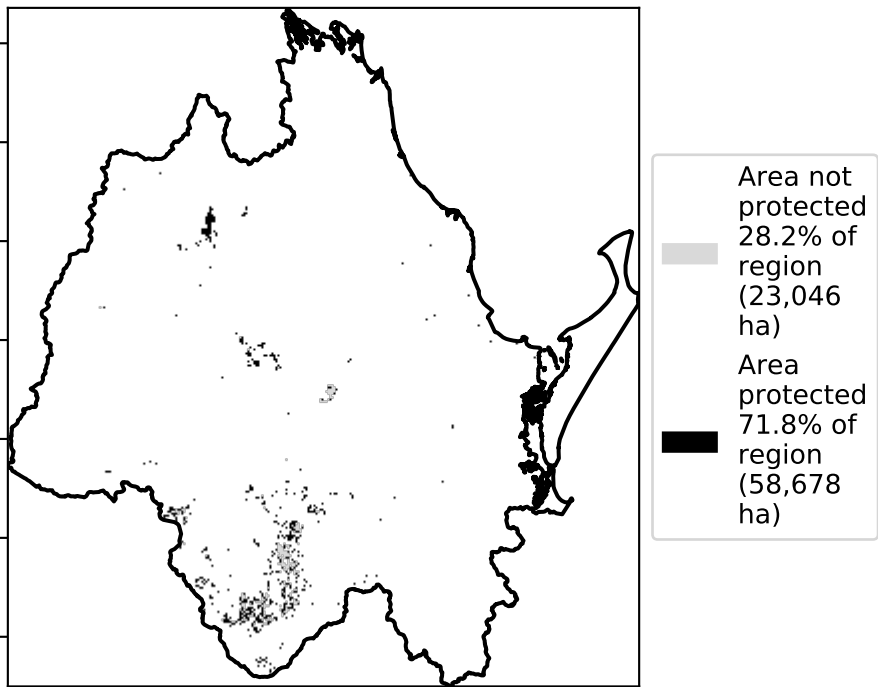 Area not
protected
28.2% of
region
(23,046
ha)
Area
protected
71.8% of
region
(58,678
ha)